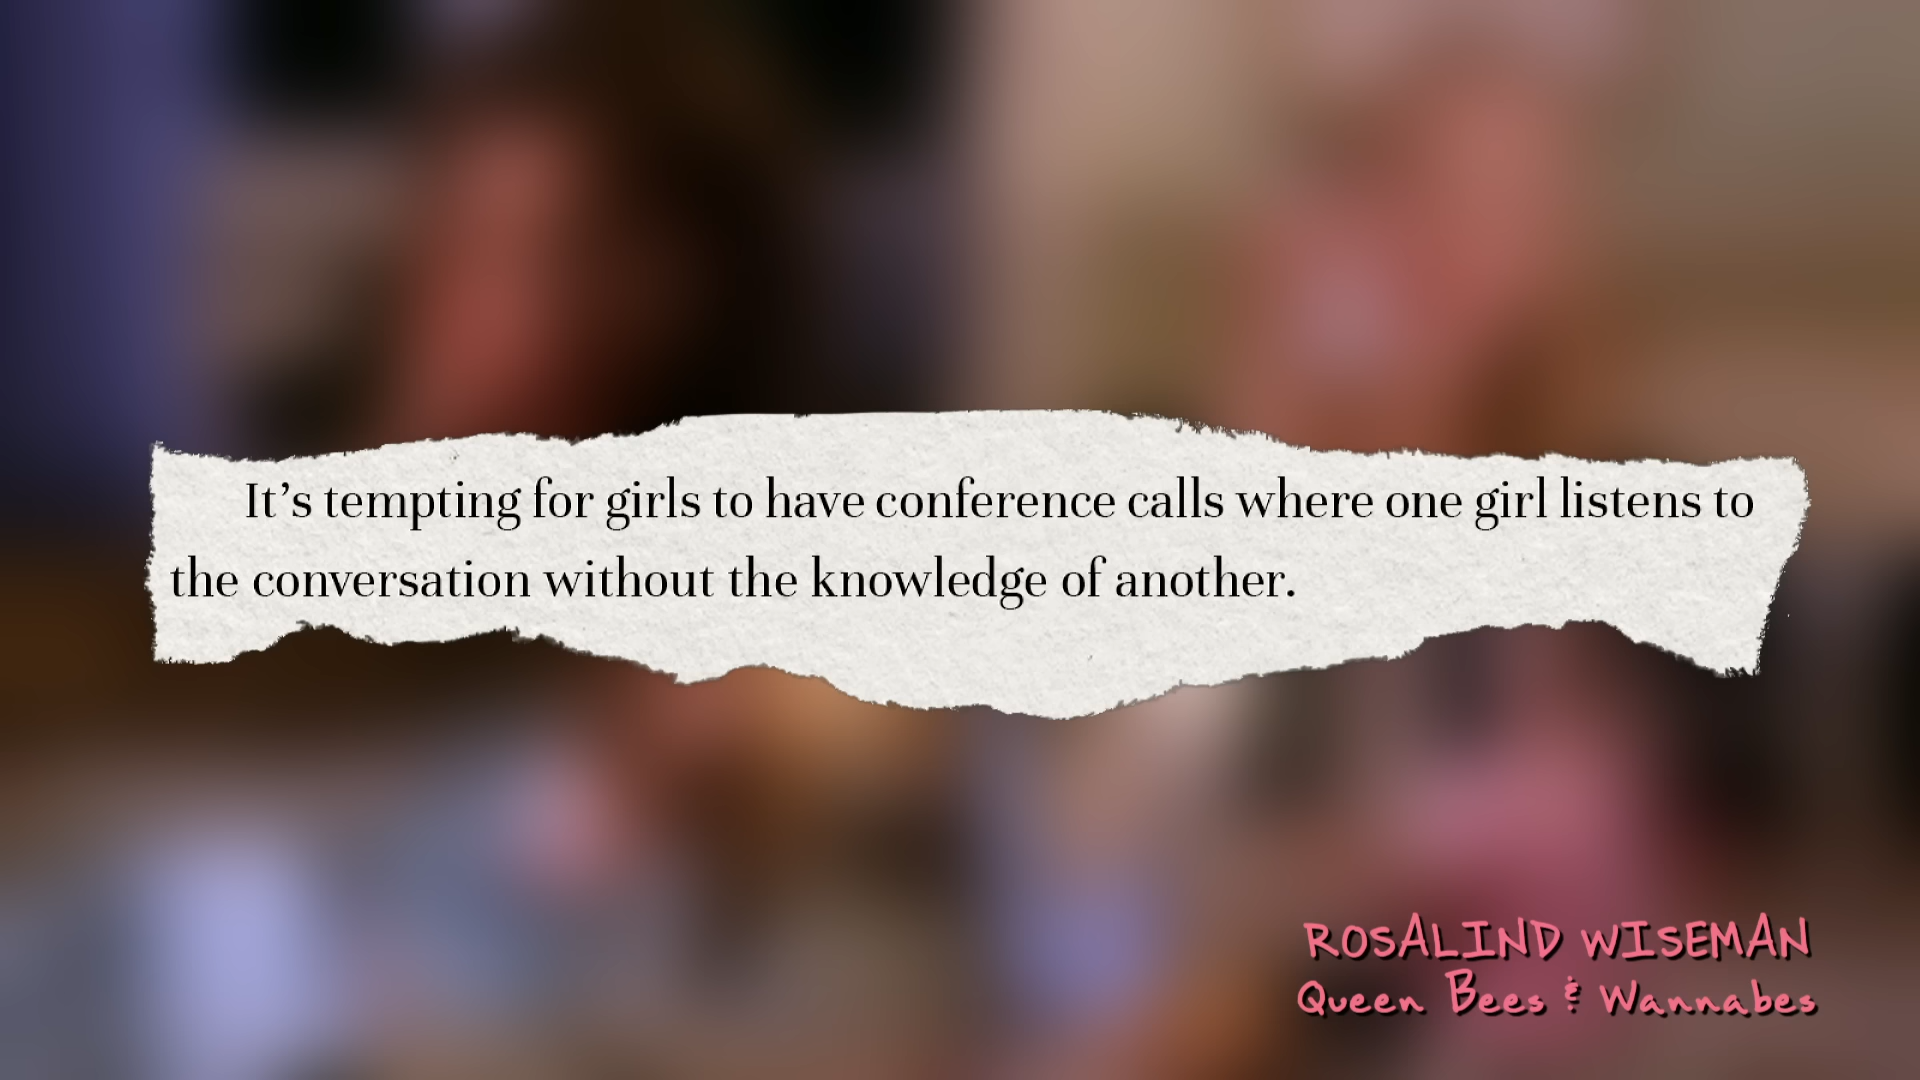 It’s tempting for girls to have conference calls where one girl listens to
the conversation without the knowledge of another.
ROSALIND WISEMAN
Queen Bees & Wannabes